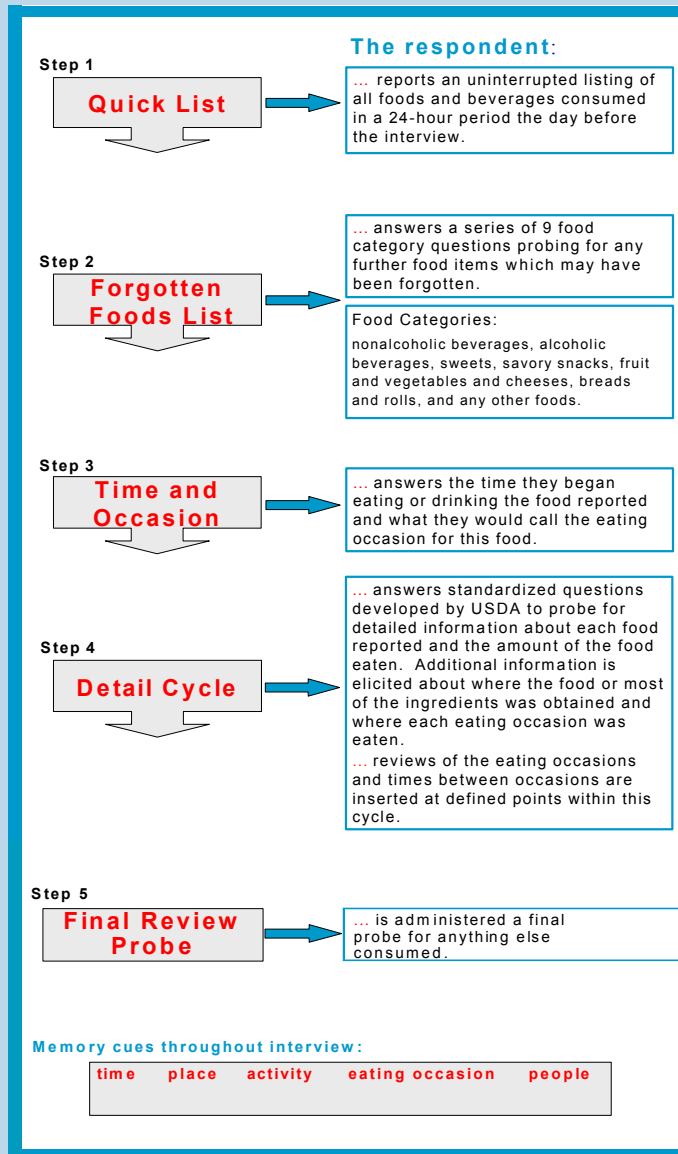 The respondent:
Step 1
Quick List
... reports an uninterrupted listing of
all foods and beverages consumed
in a 24-hour period the day before
the interview.
Step 2
Forgotten
Foods List
... answers a series of 9 food
category questions probing for any
further food items which may have
been forgotten.
Food Categories:
nonalcoholic beverages, alcoholic
beverages, sweets, savory snacks, fruit
and vegetables and cheeses, breads
and rolls, and any other foods.
Step 3
Time and
Occasion
... answers the time they began
eating or drinking the food reported
and what they would call the eating
occasion for this food.
Step 4
Detail Cycle
... answers standardized questions
developed by USDA to probe for
detailed information about each food
reported and the amount of the food
eaten. Additional information is
elicited about where the food or most
of the ingredients was obtained and
where each eating occasion was
eaten.
... reviews of the eating occasions
and times between occasions are
inserted at defined points within this
cycle.
Step 5
Final Review
Probe
... is administered a final
probe for anything else
consumed.
Memory cues throughout interview:
time place activity eating occasion people